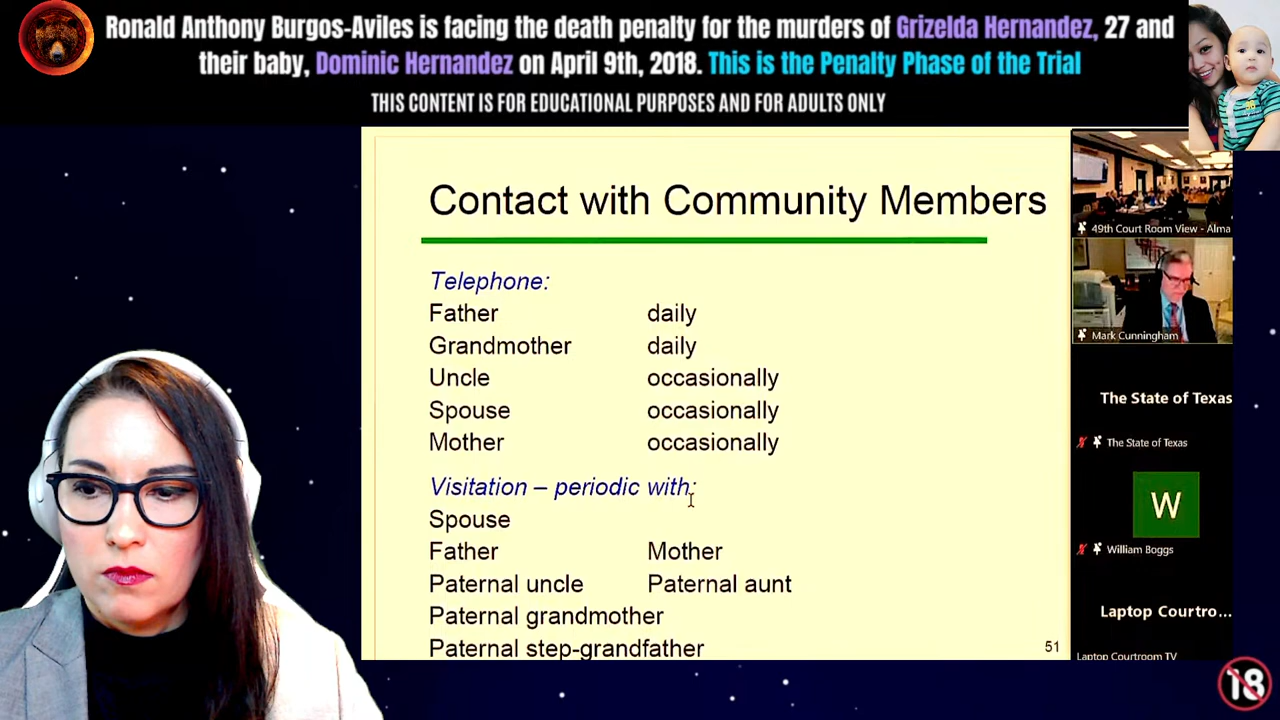 Ronald Anthony Burgos-Aviles is facing the death penalty for the murders of Grizelda Hernandez, 27 and
their baby, Dominic Hernandez on April 9th, 2018. This is the Penalty Phase of the Trial
THIS CONTENT IS FOR EDUCATIONAL PURPOSES AND FOR ADULTS ONLY
Contact with Community Members
Telephone:
Father daily
Grandmother daily
Uncle occasionally
Spouse occasionally
Mother occasionally
Visitation – periodic with:
Spouse
Father Mother
Paternal uncle Paternal aunt
Paternal grandmother
Paternal step-grandfather
51
49th Court Room View - Alma
Mark Cunningham
The State of Texas
The State of Texas
W
William Boggs
Laptop Courtro...
Laptop Courtroom TV
18